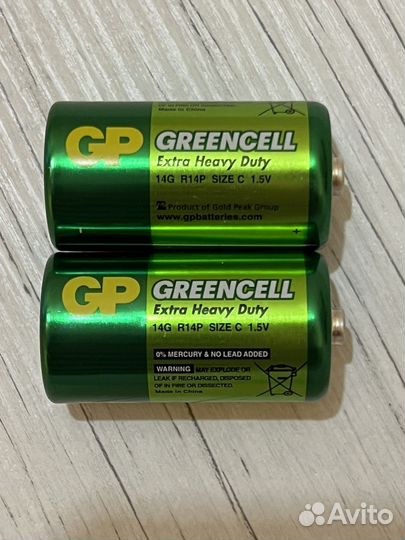 Made in China
GP GREENCELL
Extra Heavy Duty
14G R14P SIZE C 1.5V
Product of Gold Peak Group
www.gpbatteries.com
- +
GP GREENCELL
Extra Heavy Duty
14G R14P SIZE C 1.5V
0% MERCURY & NO LEAD ADDED
WARNING MAY EXPLODE OR
LEAK IF RECHARGED, DISPOSED
OF IN FIRE OR DISMANTLED.
Made in China
Avito